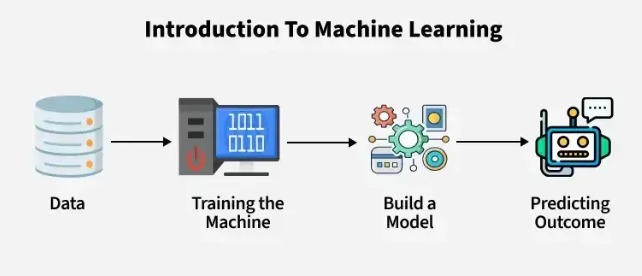 Introduction To Machine Learning
1011
0110
Data
Training the
Machine
Build a
Model
Predicting
Outcome